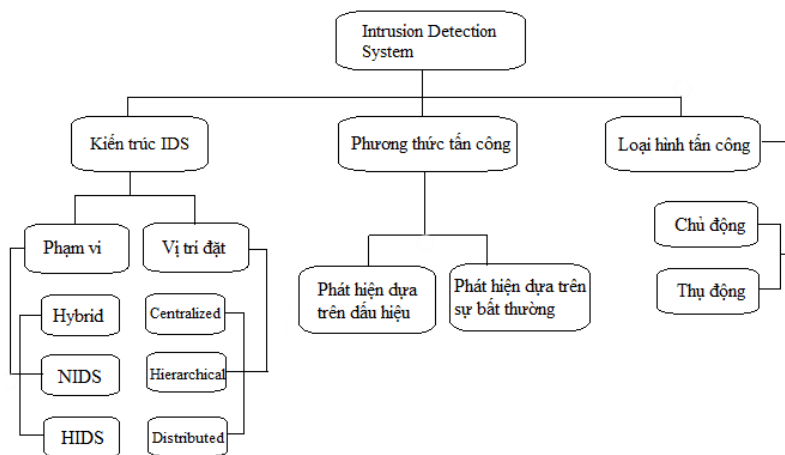 Intrusion Detection
System
Kiến trúc IDS
Phương thức tấn công
Loại hình tấn công
Phạm vi
Vị trí đặt
Chủ động
Thụ động
Phát hiện dựa
trên dấu hiệu
Phát hiện dựa trên
sự bất thường
Hybrid
Centralized
NIDS
Hierarchical
HIDS
Distributed